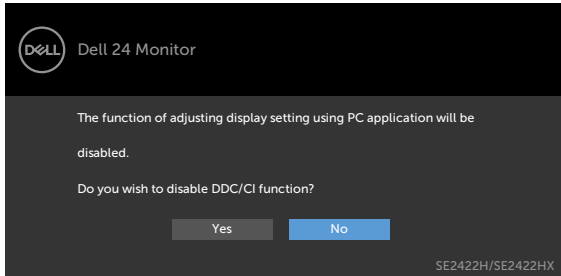 DELL
Dell 24 Monitor
The function of adjusting display setting using PC application will be
disabled.
Do you wish to disable DDC/CI function?
Yes
No
SE2422H/SE2422HX